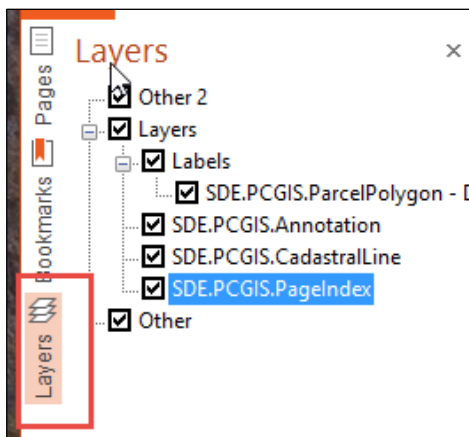 Layers
Other 2
Layers
Labels
SDE.PCGIS.ParcelPolygon - D
SDE.PCGIS.Annotation
SDE.PCGIS.CadastralLine
SDE.PCGIS.PageIndex
Other
Pages
Bookmarks
Layers